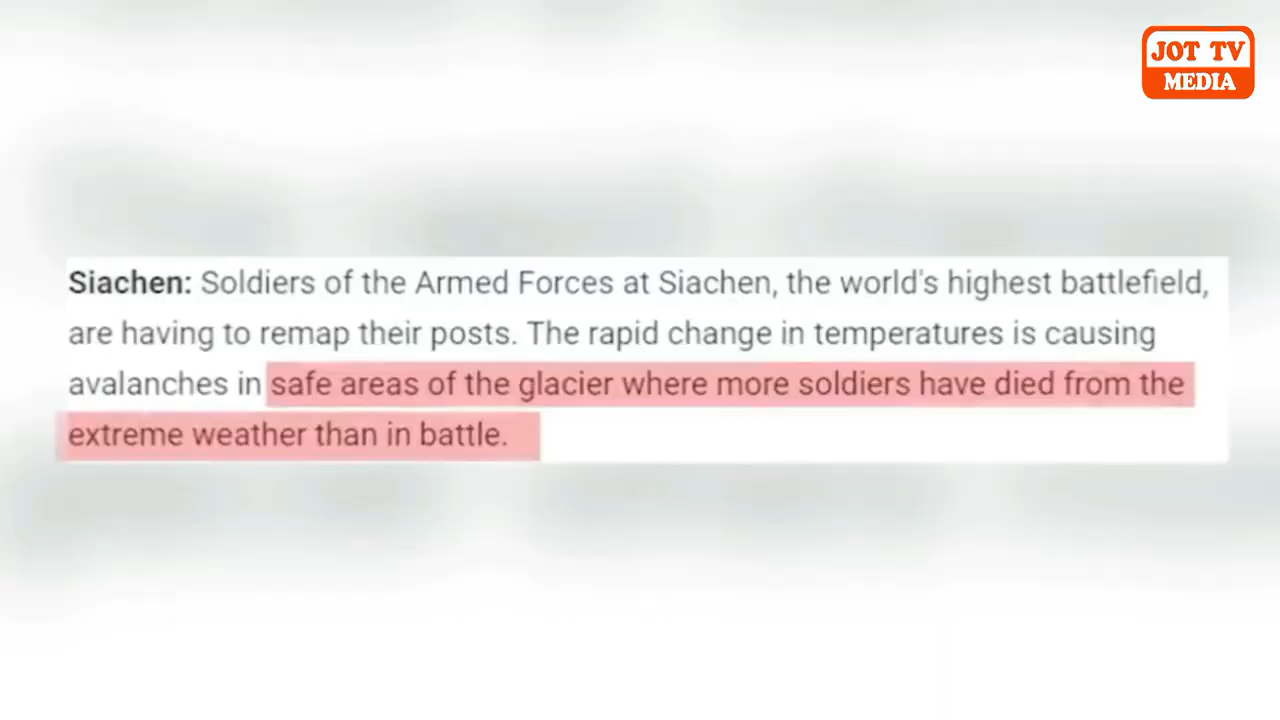 JOT TV
MEDIA
Siachen: Soldiers of the Armed Forces at Siachen, the world's highest battlefield,
are having to remap their posts. The rapid change in temperatures is causing
avalanches in safe areas of the glacier where more soldiers have died from the
extreme weather than in battle.